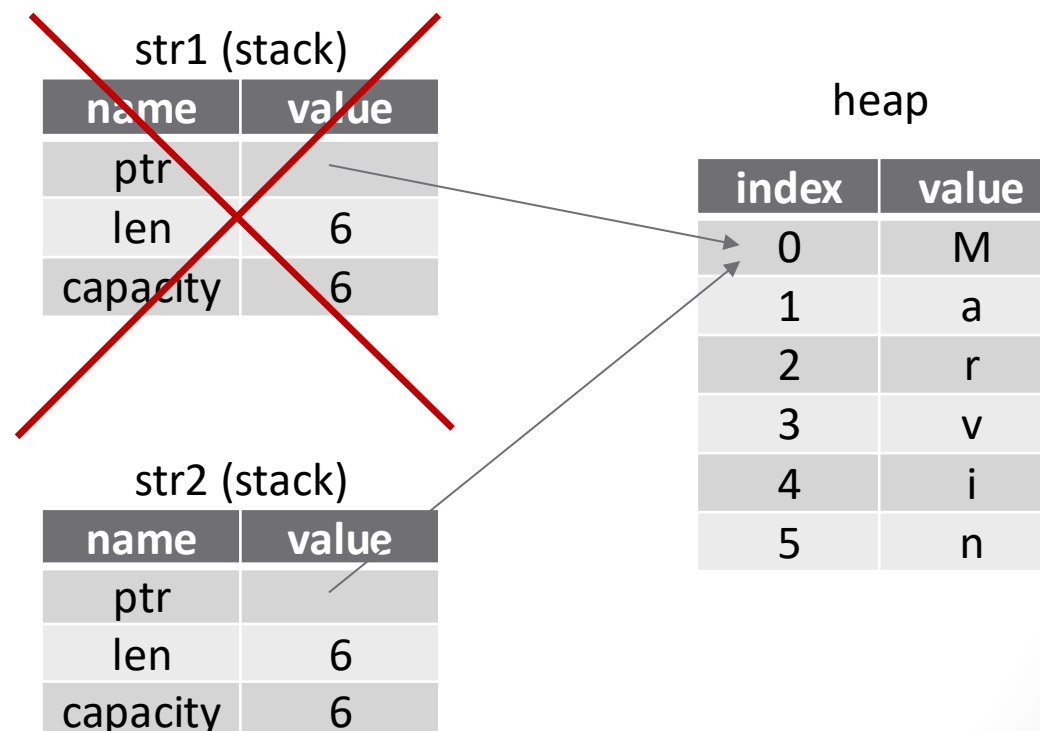 str1 (stack)
name value
ptr
len 6
capacity 6
heap
index value
0 M
1 a
2 r
3 v
4 i
5 n
str2 (stack)
name value
ptr
len 6
capacity 6